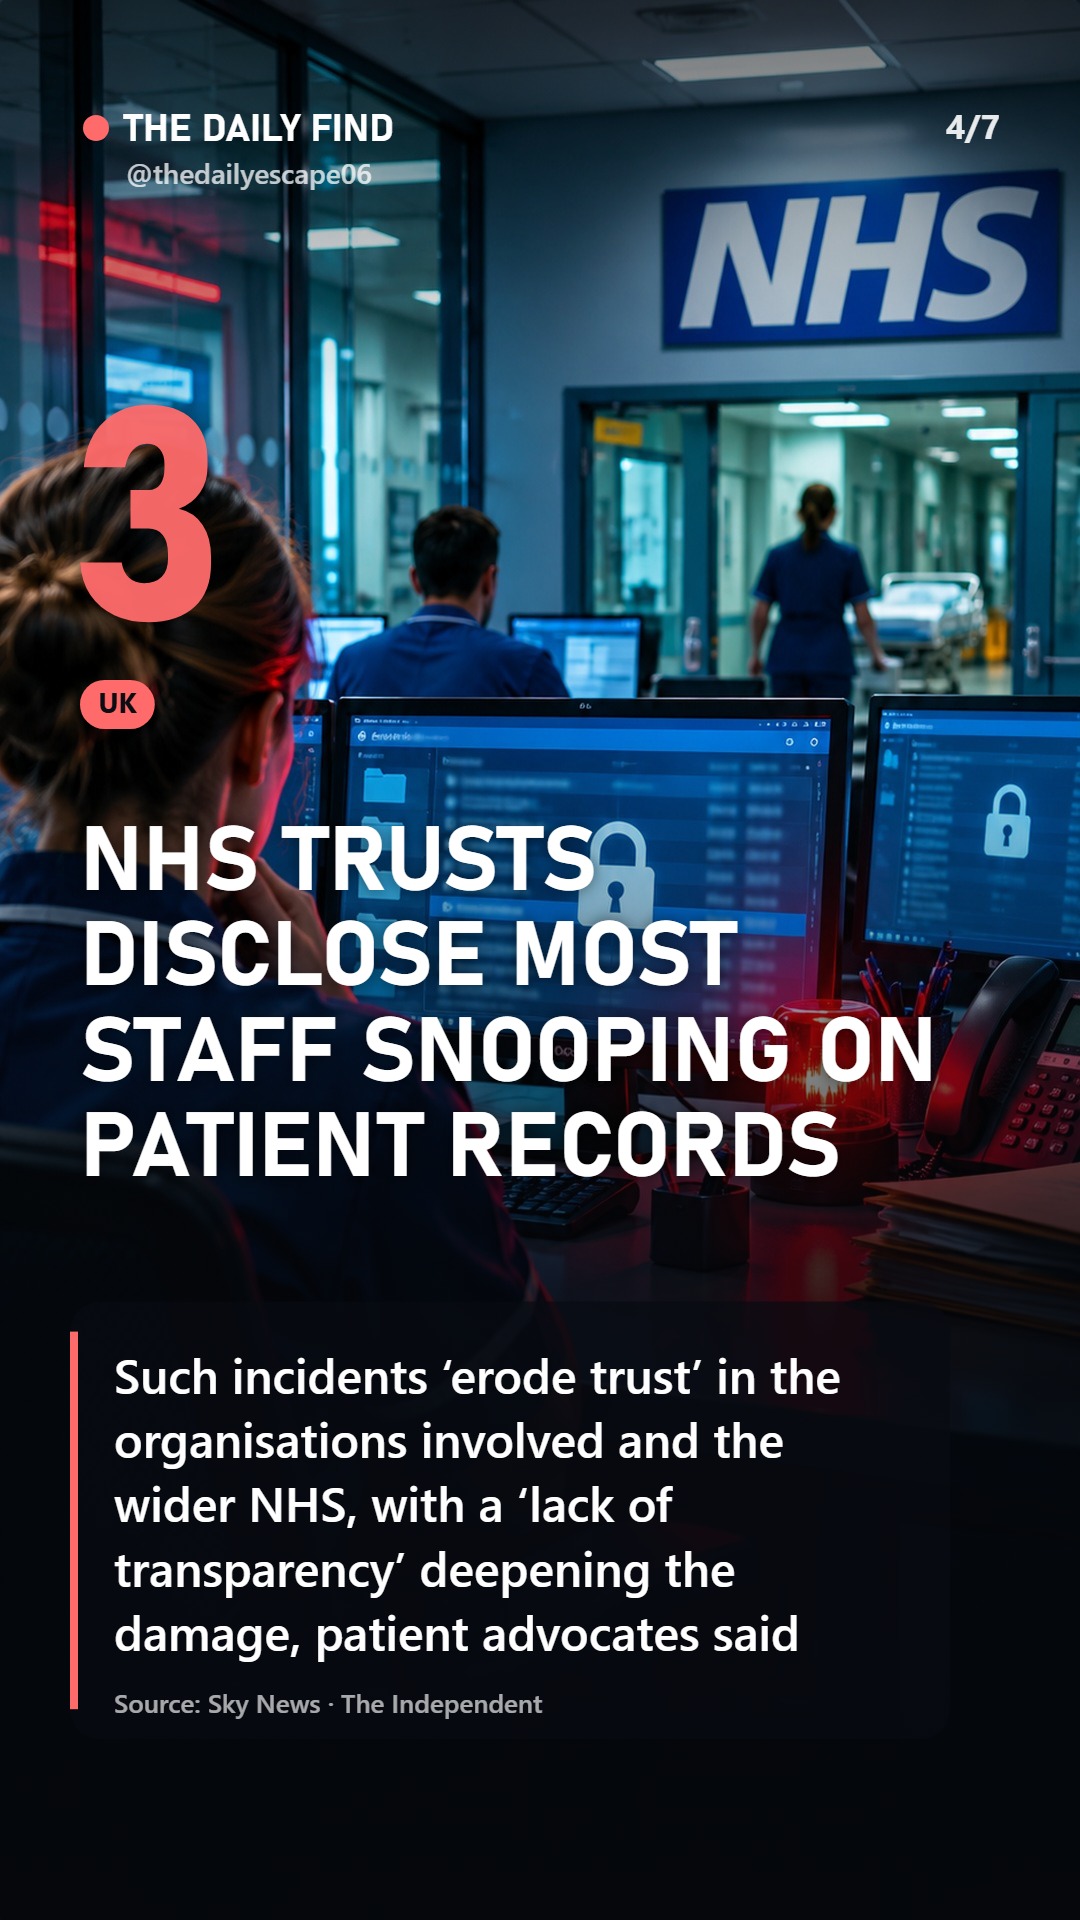 THE DAILY FIND
4/7
@thedailyescape06
NHS
3
UK
NHS TRUSTS
DISCLOSE MOST
STAFF SNOOPING ON
PATIENT RECORDS
Such incidents ‘erode trust’ in the
organisations involved and the
wider NHS, with a ‘lack of
transparency’ deepening the
damage, patient advocates said
Source: Sky News · The Independent